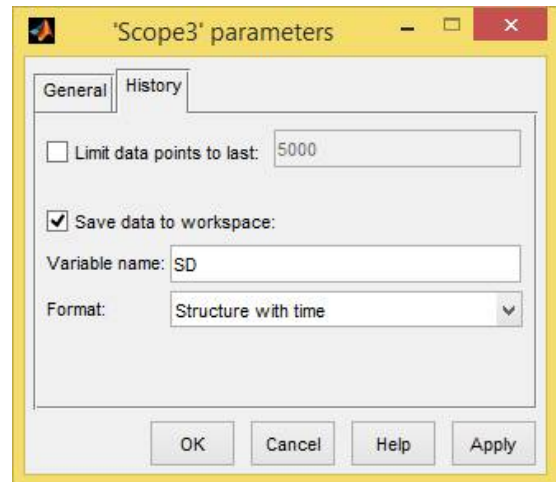 'Scope3' parameters
General History
Limit data points to last: 5000
Save data to workspace:
Variable name: SD
Format: Structure with time
OK Cancel Help Apply